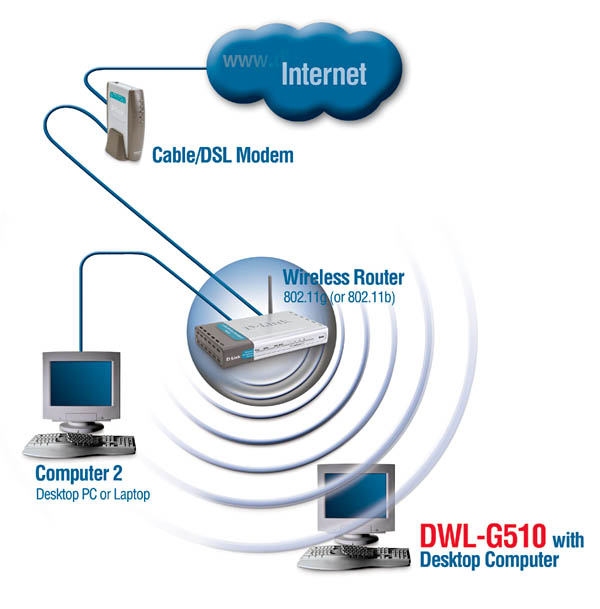 www.
Internet
Cable/DSL Modem
Wireless Router
802.11g (or 802.11b)
D-Link
Computer 2
Desktop PC or Laptop
DWL-G510 with
Desktop Computer